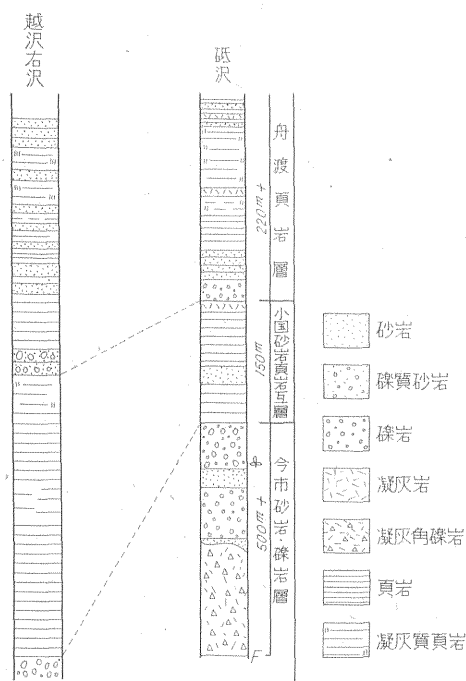 越沢右沢
砥沢
舟渡頁岩層
220m+
小国砂岩頁岩互層
150m
今市砂岩・礫岩層
500m+
F
砂岩
礫質砂岩
礫岩
凝灰岩
凝灰角礫岩
頁岩
凝灰質頁岩